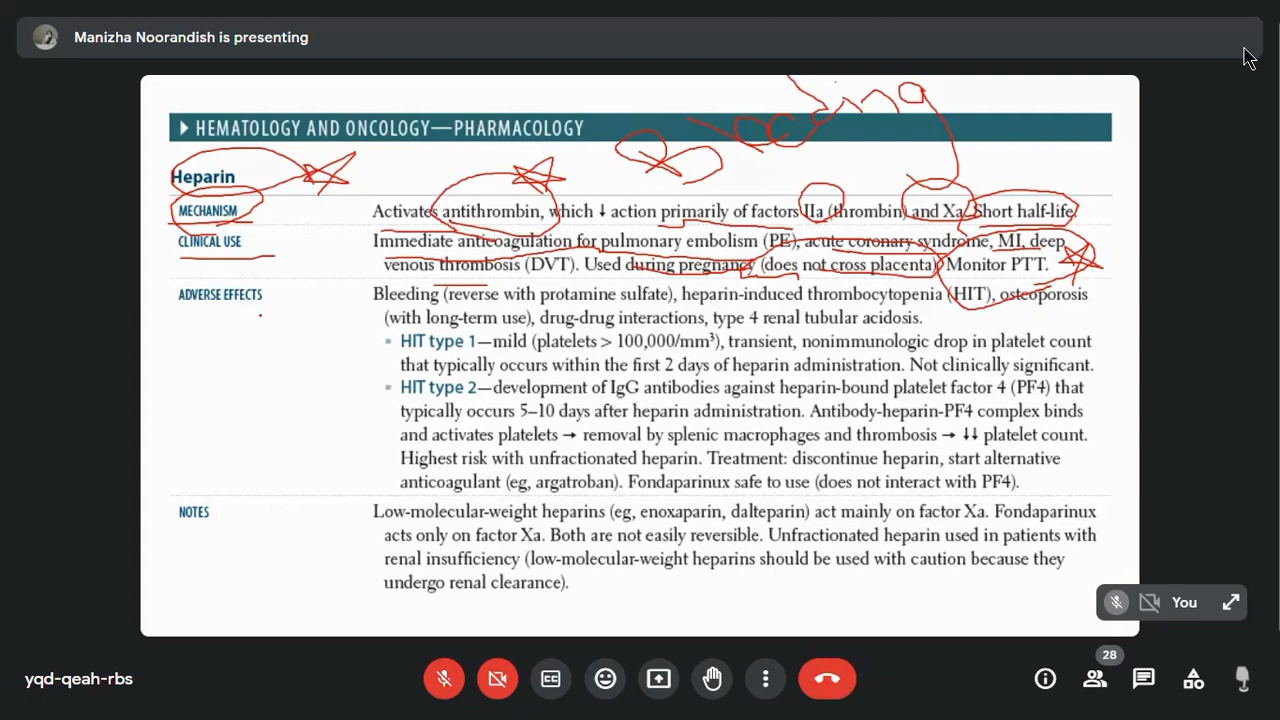 Manizha Noorandish is presenting
HEMATOLOGY AND ONCOLOGY—PHARMACOLOGY
Bleeding
Heparin
MECHANISM Activates antithrombin, which ↓ action primarily of factors IIa (thrombin) and Xa. Short half-life.
CLINICAL USE Immediate anticoagulation for pulmonary embolism (PE), acute coronary syndrome, MI, deep
venous thrombosis (DVT). Used during pregnancy (does not cross placenta). Monitor PTT.
ADVERSE EFFECTS Bleeding (reverse with protamine sulfate), heparin-induced thrombocytopenia (HIT), osteoporosis
(with long-term use), drug-drug interactions, type 4 renal tubular acidosis.
HIT type 1—mild (platelets > 100,000/mm³), transient, nonimmunologic drop in platelet count
that typically occurs within the first 2 days of heparin administration. Not clinically significant.
HIT type 2—development of IgG antibodies against heparin-bound platelet factor 4 (PF4) that
typically occurs 5–10 days after heparin administration. Antibody-heparin-PF4 complex binds
and activates platelets → removal by splenic macrophages and thrombosis → ↓↓ platelet count.
Highest risk with unfractionated heparin. Treatment: discontinue heparin, start alternative
anticoagulant (eg, argatroban). Fondaparinux safe to use (does not interact with PF4).
NOTES Low-molecular-weight heparins (eg, enoxaparin, dalteparin) act mainly on factor Xa. Fondaparinux
acts only on factor Xa. Both are not easily reversible. Unfractionated heparin used in patients with
renal insufficiency (low-molecular-weight heparins should be used with caution because they
undergo renal clearance).
You
28
yqd-qeah-rbs
CC